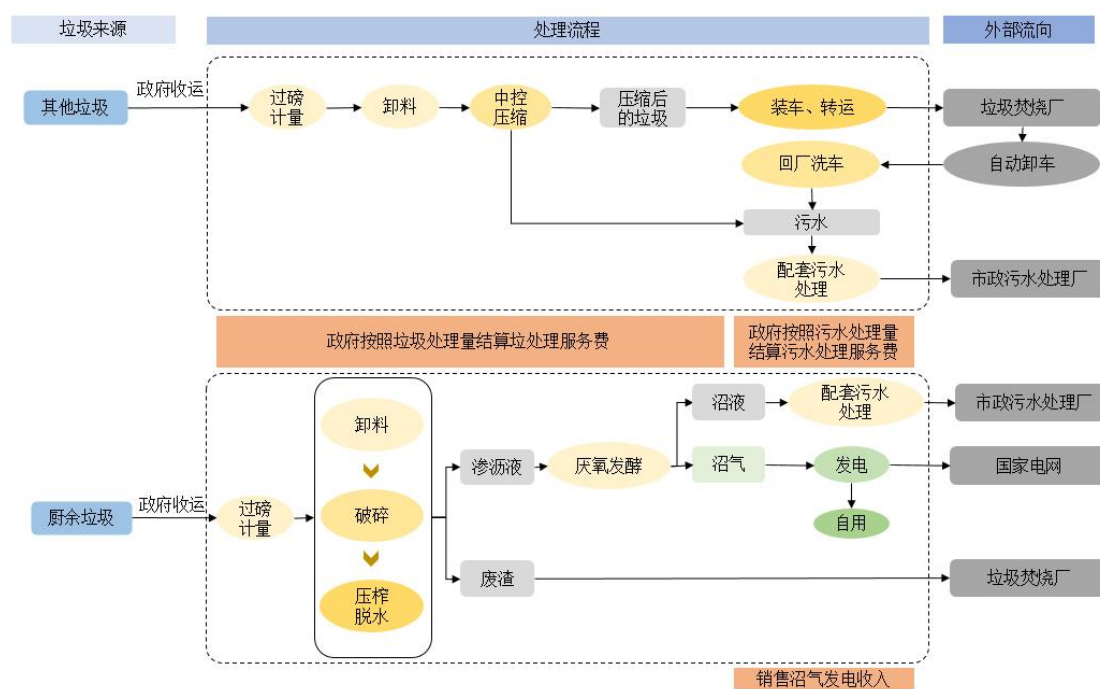 垃圾来源
处理流程
外部流向
其他垃圾
政府收运
过磅
计量
卸料
中控
压缩
压缩后
的垃圾
装车、转运
垃圾焚烧厂
回厂洗车
自动卸车
污水
配套污水
处理
市政污水处理厂
政府按照垃圾处理量结算垃处理服务费
政府按照污水处理量
结算污水处理服务费
厨余垃圾
政府收运
过磅
计量
卸料
破碎
压榨
脱水
渗沥液
厌氧发酵
沼液
配套污水
处理
市政污水处理厂
沼气
发电
国家电网
自用
废渣
垃圾焚烧厂
销售沼气发电收入